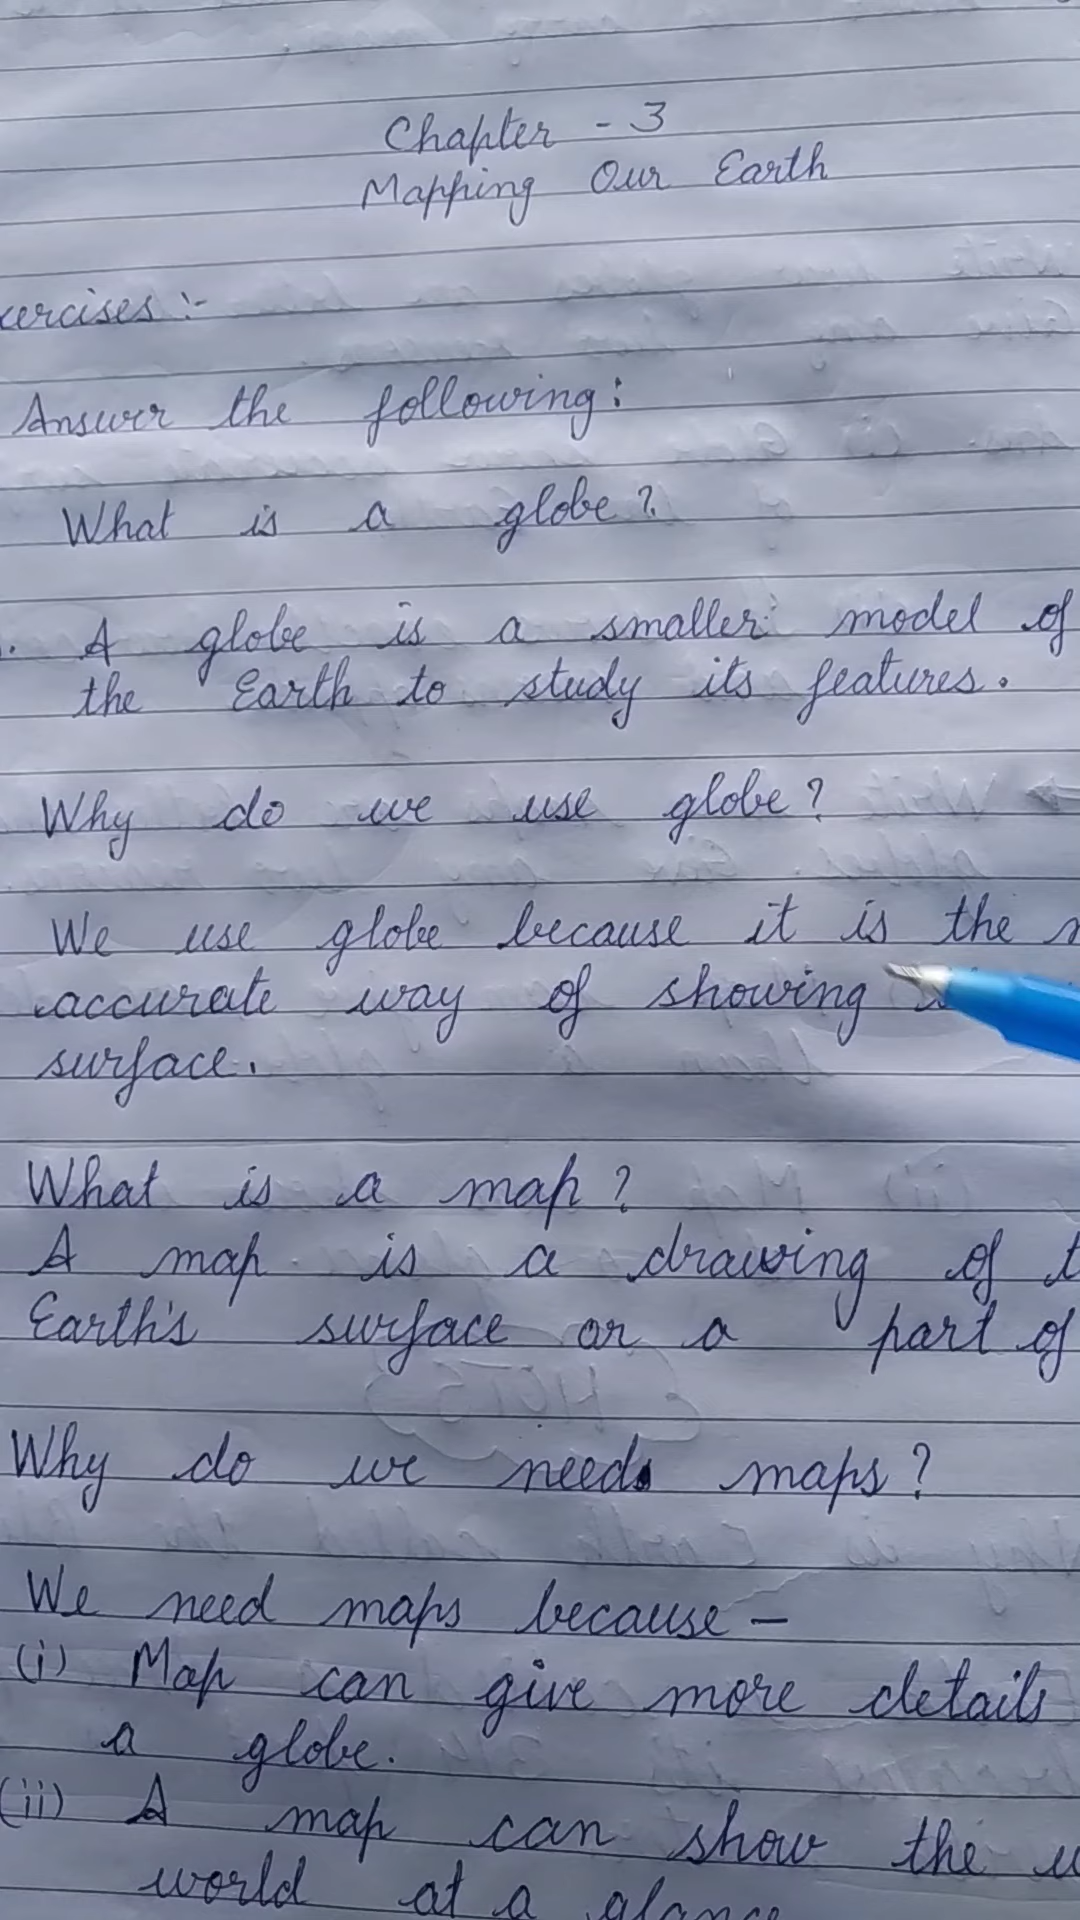 Chapter - 3
Mapping Our Earth
xercises :-
Answer the following:
What is a globe?
A globe is a smaller model of
the Earth to study its features.
Why do we use globe?
We use globe because it is the
accurate way of showing
surface.
What is a map?
A map is a drawing of
Earth's surface or a part of
Why do we need maps?
We need maps because —
(i) Map can give more details
a globe.
(ii) A map can show the
world at a glance